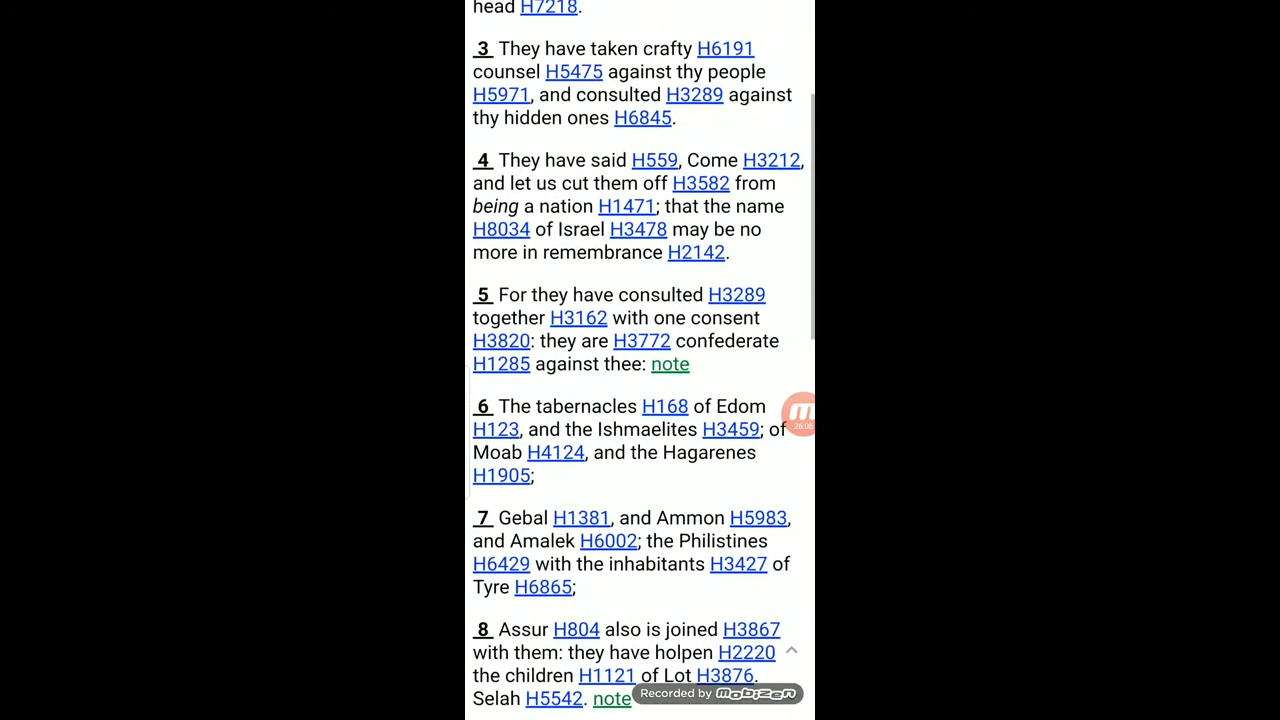 head H7218.
3 They have taken crafty H6191
counsel H5475 against thy people
H5971, and consulted H3289 against
thy hidden ones H6845.
4 They have said H559, Come H3212,
and let us cut them off H3582 from
being a nation H1471; that the name
H8034 of Israel H3478 may be no
more in remembrance H2142.
5 For they have consulted H3289
together H3162 with one consent
H3820: they are H3772 confederate
H1285 against thee: note
6 The tabernacles H168 of Edom
H123, and the Ishmaelites H3459; of
Moab H4124, and the Hagarenes
H1905;
7 Gebal H1381, and Ammon H5983,
and Amalek H6002; the Philistines
H6429 with the inhabitants H3427 of
Tyre H6865;
8 Assur H804 also is joined H3867
with them: they have holpen H2220
the children H1121 of Lot H3876.
Selah H5542. note
26:06
Recorded by mobizen